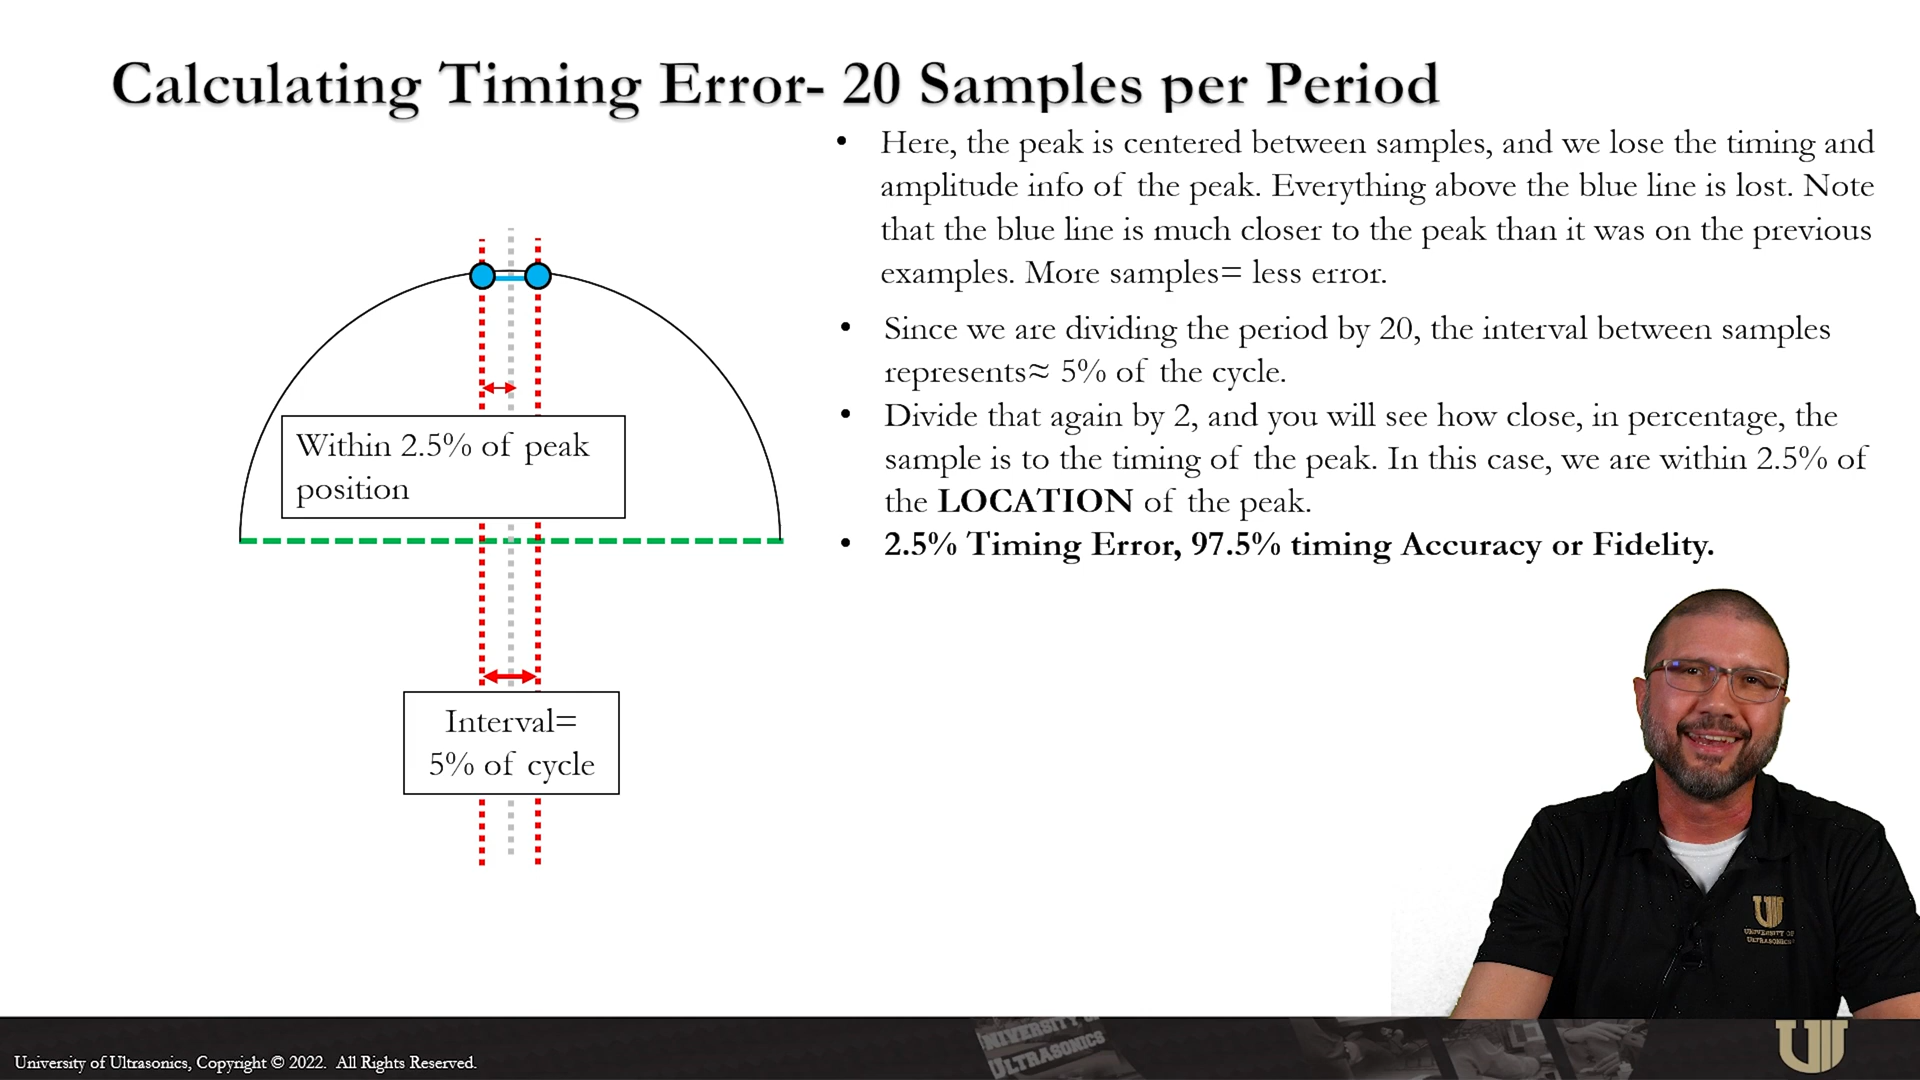 Calculating Timing Error- 20 Samples per Period
• Here, the peak is centered between samples, and we lose the timing and
amplitude info of the peak. Everything above the blue line is lost. Note
that the blue line is much closer to the peak than it was on the previous
examples. More samples= less error.
• Since we are dividing the period by 20, the interval between samples
represents≈ 5% of the cycle.
• Divide that again by 2, and you will see how close, in percentage, the
sample is to the timing of the peak. In this case, we are within 2.5% of
the LOCATION of the peak.
• 2.5% Timing Error, 97.5% timing Accuracy or Fidelity.
Within 2.5% of peak
position
Interval=
5% of cycle
UNIVERSITY OF
ULTRASONICS
UNIVERSITY OF
ULTRASONICS
University of Ultrasonics, Copyright © 2022. All Rights Reserved.